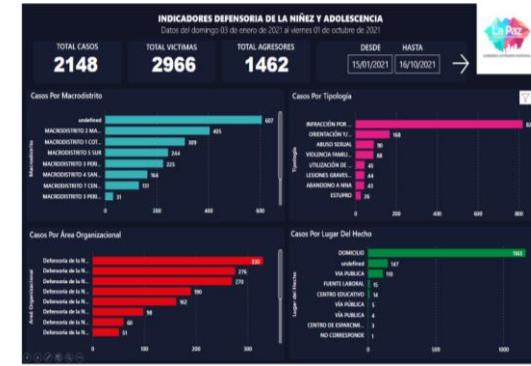 INDICADORES DEFENSORIA DE LA NIÑEZ Y ADOLESCENCIA
Datos del domingo 03 de enero de 2021 al viernes 01 de octubre de 2021
TOTAL CASOS
2148
TOTAL VICTIMAS
2966
TOTAL AGRESORES
1462
DESDE HASTA
15/01/2021 16/10/2021
La Paz
Casos Por Macrodistrito
Macrodistrito
undefined 607
MACRODISTRITO 2 MA... 405
MACRODISTRITO 1 COT... 309
MACRODISTRITO 5 SUR 244
MACRODISTRITO 3 PERI... 225
MACRODISTRITO 4 SAN... 166
MACRODISTRITO 7 CEN... 131
MACRODISTRITO 3 PERI... 31
0 200 400 600
Casos Por Tipología
Tipología
INFRACCIÓN POR ...
ORIENTACIÓN Y/... 168
ABUSO SEXUAL 90
VIOLENCIA FAMILI... 88
UTILIZACIÓN DE ... 45
LESIONES GRAVES... 44
ABANDONO A NNA 43
ESTUPRO
0 200 400 600 800
Casos Por Área Organizacional
Área Organizacional
Defensoría de la N... 330
Defensoría de la N... 276
Defensoría de la N... 270
Defensoría de la N... 190
Defensoría de la N... 162
Defensoría de la N... 98
Defensoría de la N... 60
Defensoría de la N... 51
0 100 200 300
Casos Por Lugar Del Hecho
Lugar del Hecho
DOMICILIO
undefined 147
VIA PUBLICA 110
FUENTE LABORAL 15
CENTRO EDUCATIVO 14
VÍA PÚBLICA 5
VÍA PUBLICA 4
CENTRO DE ESPARCIMI... 3
NO CORRESPONDE 1
0 500 1000